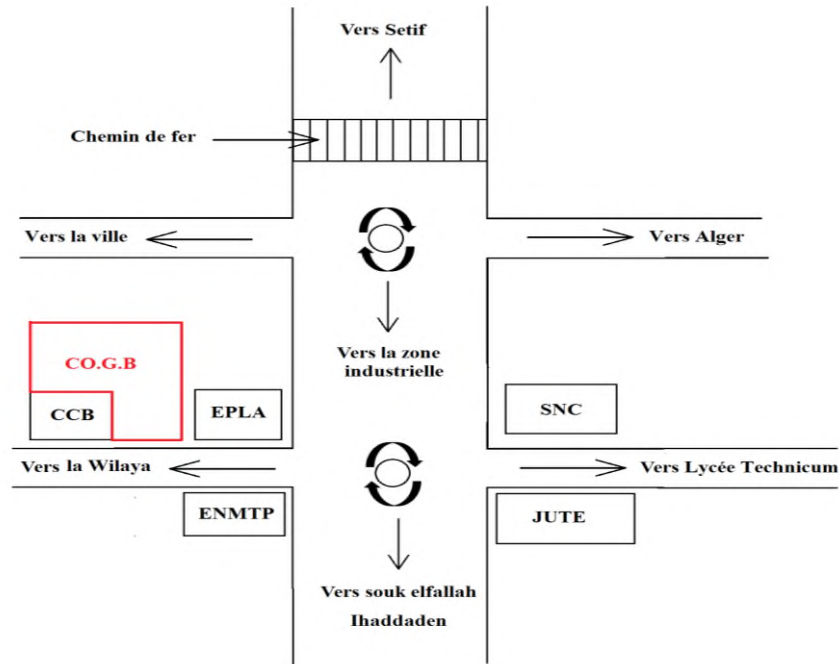 Vers Setif
Chemin de fer
Vers la ville
Vers Alger
Vers la zone
industrielle
CO.G.B
CCB
EPLA
SNC
Vers la Wilaya
Vers Lycée Technicum
ENMTP
JUTE
Vers souk elfallah
Ihaddaden